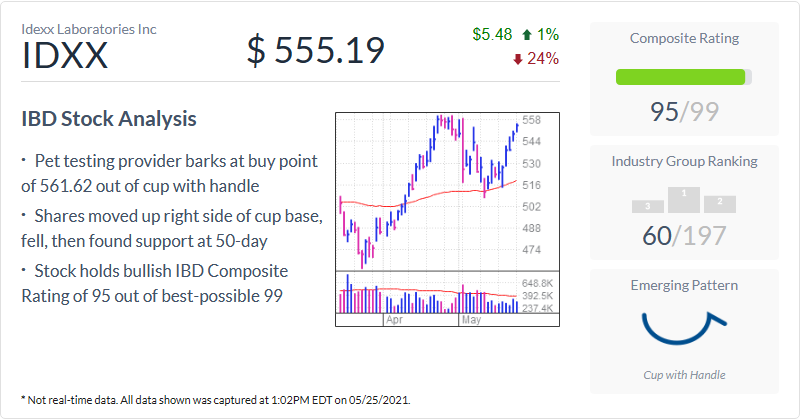 Idexx Laboratories Inc
IDXX
$ 555.19
$5.48 1%
24%
IBD Stock Analysis
· Pet testing provider barks at buy point
of 561.62 out of cup with handle
· Shares moved up right side of cup base,
fell, then found support at 50-day
· Stock holds bullish IBD Composite
Rating of 95 out of best-possible 99
558
544
530
516
502
488
474
648.8K
392.5K
237.4K
Apr May
Composite Rating
95/99
Industry Group Ranking
3 1 2
60/197
Emerging Pattern
Cup with Handle
* Not real-time data. All data shown was captured at 1:02PM EDT on 05/25/2021.